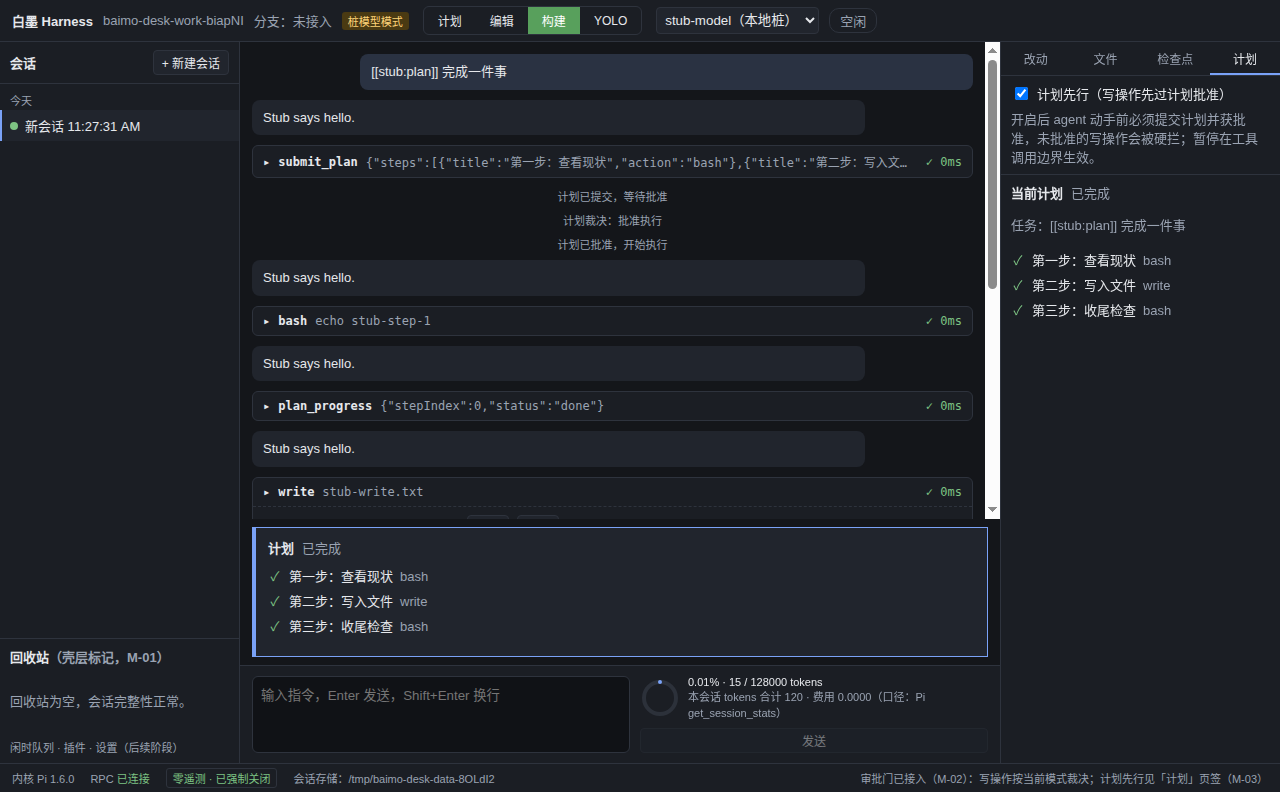 白墨 Harness baimo-desk-work-biapNI 分支：未接入 桩模型模式 计划 编辑 构建 YOLO stub-model（本地桩） 空闲
会话 + 新建会话
今天
新会话 11:27:31 AM
回收站（壳层标记，M-01）
回收站为空，会话完整性正常。
闲时队列 · 插件 · 设置（后续阶段）
[[stub:plan]] 完成一件事
Stub says hello.
▸ submit_plan {"steps":[{"title":"第一步：查看现状","action":"bash"},{"title":"第二步：写入文… ✓ 0ms
计划已提交，等待批准
计划裁决：批准执行
计划已批准，开始执行
Stub says hello.
▸ bash echo stub-step-1 ✓ 0ms
Stub says hello.
▸ plan_progress {"stepIndex":0,"status":"done"} ✓ 0ms
Stub says hello.
▸ write stub-write.txt ✓ 0ms
计划 已完成
✓ 第一步：查看现状 bash
✓ 第二步：写入文件 write
✓ 第三步：收尾检查 bash
输入指令，Enter 发送，Shift+Enter 换行
0.01% · 15 / 128000 tokens
本会话 tokens 合计 120 · 费用 0.0000（口径：Pi
get_session_stats）
发送
改动 文件 检查点 计划
计划先行（写操作先过计划批准）
开启后 agent 动手前必须提交计划并获批
准，未批准的写操作会被硬拦；暂停在工具
调用边界生效。
当前计划 已完成
任务：[[stub:plan]] 完成一件事
✓ 第一步：查看现状 bash
✓ 第二步：写入文件 write
✓ 第三步：收尾检查 bash
内核 Pi 1.6.0 RPC 已连接 零遥测 · 已强制关闭 会话存储：/tmp/baimo-desk-data-8OLdI2 审批门已接入（M-02）：写操作按当前模式裁决；计划先行见「计划」页签（M-03）